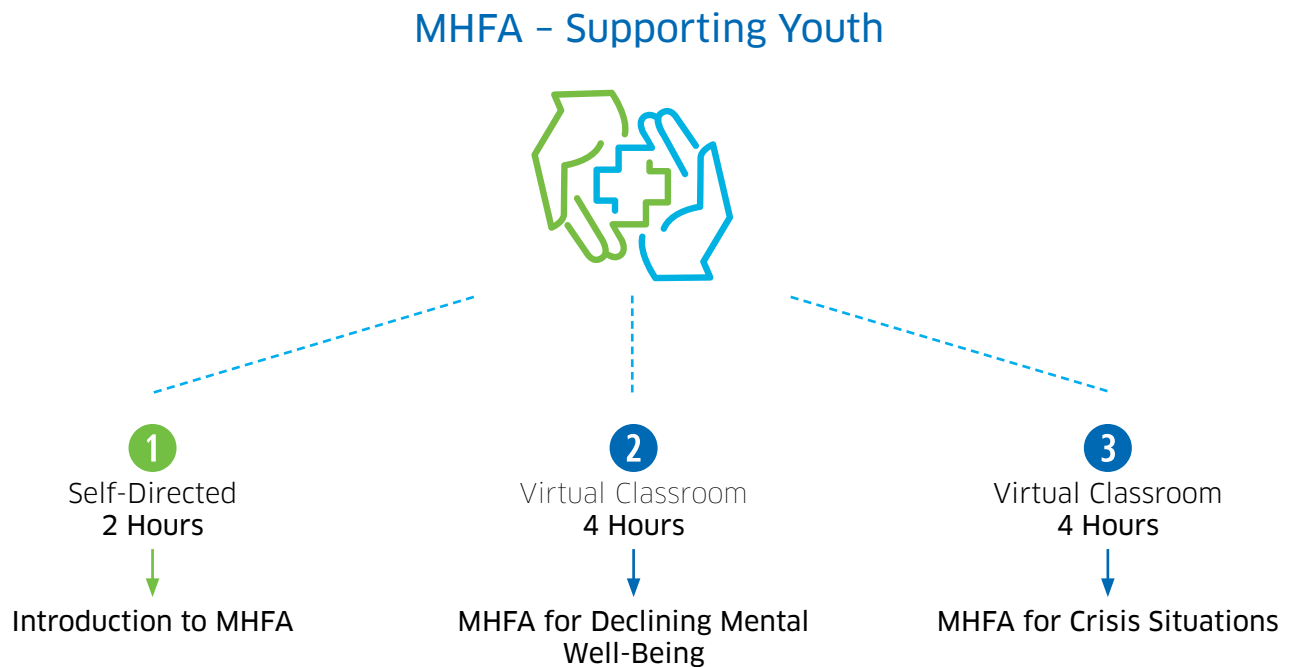 MHFA – Supporting Youth
1
Self-Directed
2 Hours
Introduction to MHFA
2
Virtual Classroom
4 Hours
MHFA for Declining Mental
Well-Being
3
Virtual Classroom
4 Hours
MHFA for Crisis Situations